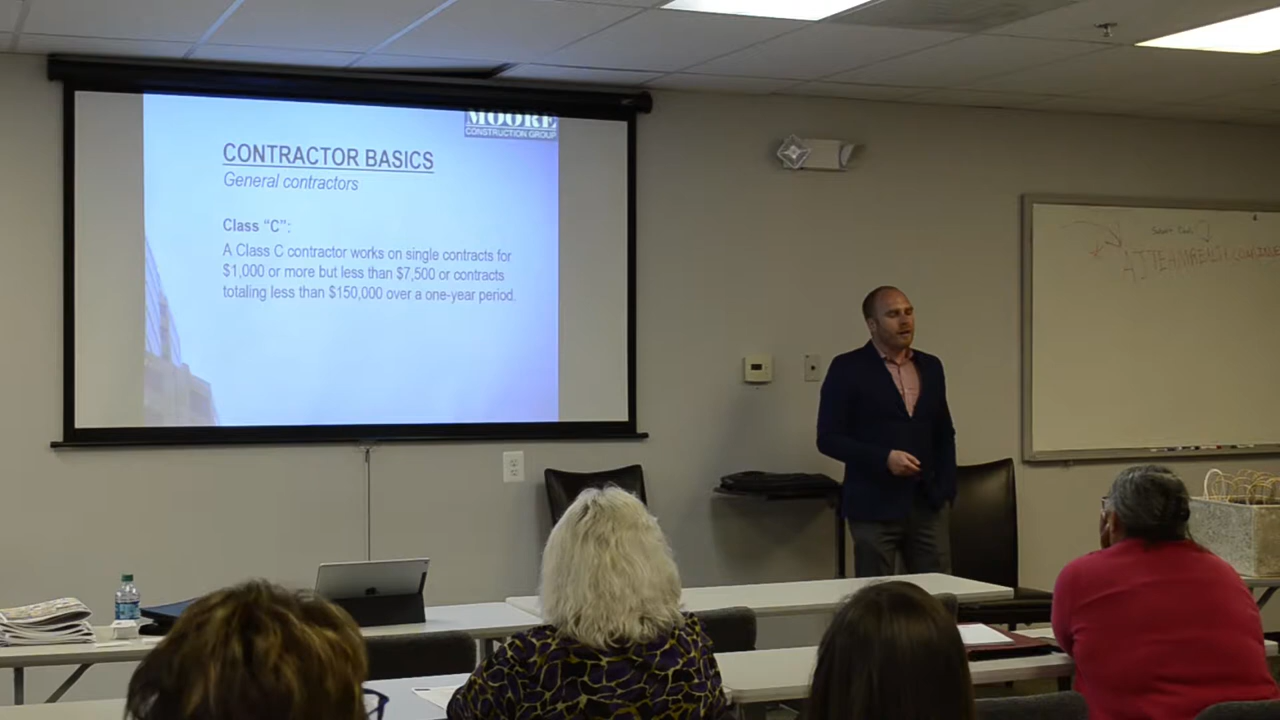 MOORE
CONSTRUCTION GROUP
CONTRACTOR BASICS
General contractors
Class “C”:
A Class C contractor works on single contracts for
$1,000 or more but less than $7,500 or contracts
totaling less than $150,000 over a one-year period.